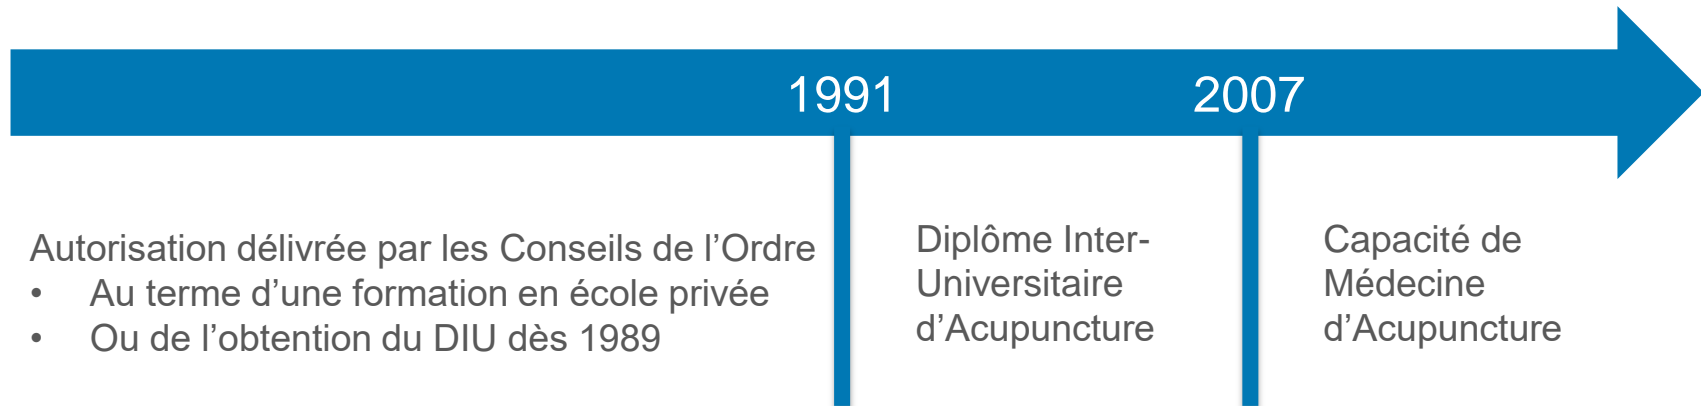 1991
2007
Autorisation délivrée par les Conseils de l’Ordre
• Au terme d’une formation en école privée
• Ou de l’obtention du DIU dès 1989
Diplôme Inter-
Universitaire
d’Acupuncture
Capacité de
Médecine
d’Acupuncture